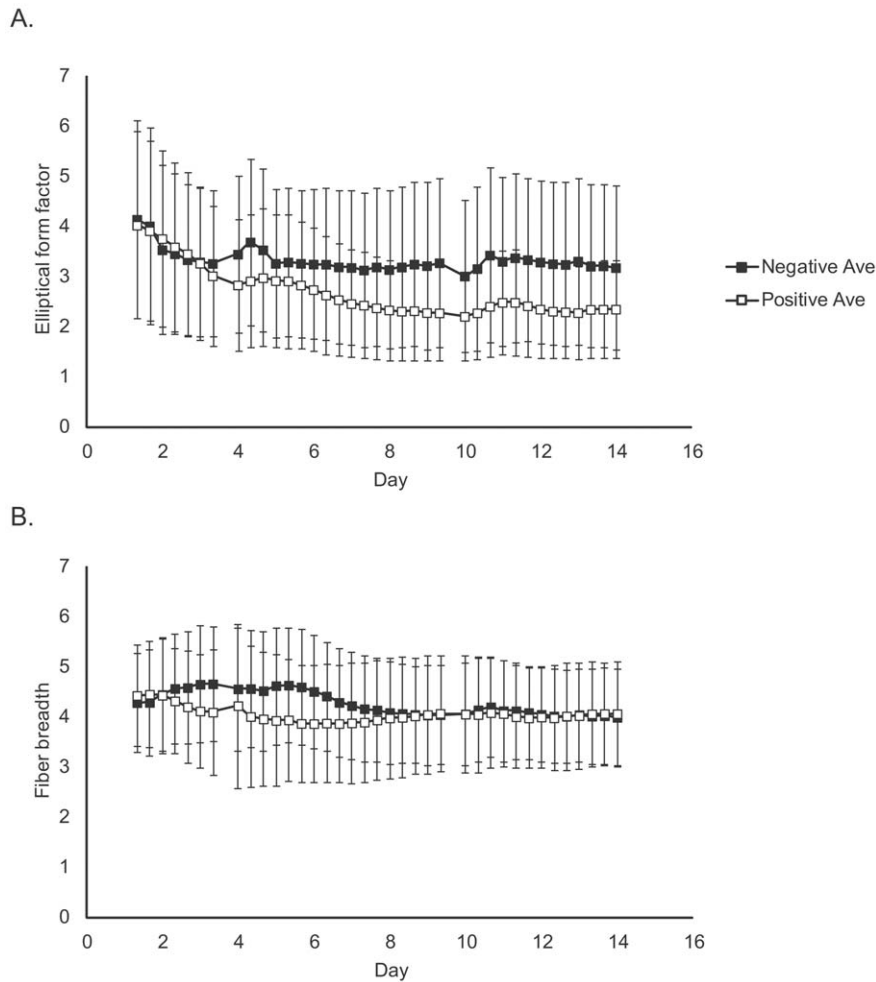 A.
7
6
5
4
3
2
1
0
Elliptical form factor
0 2 4 6 8 10 12 14 16
Day
Negative Ave
Positive Ave
B.
7
6
5
4
3
2
1
0
Fiber breadth
0 2 4 6 8 10 12 14 16
Day